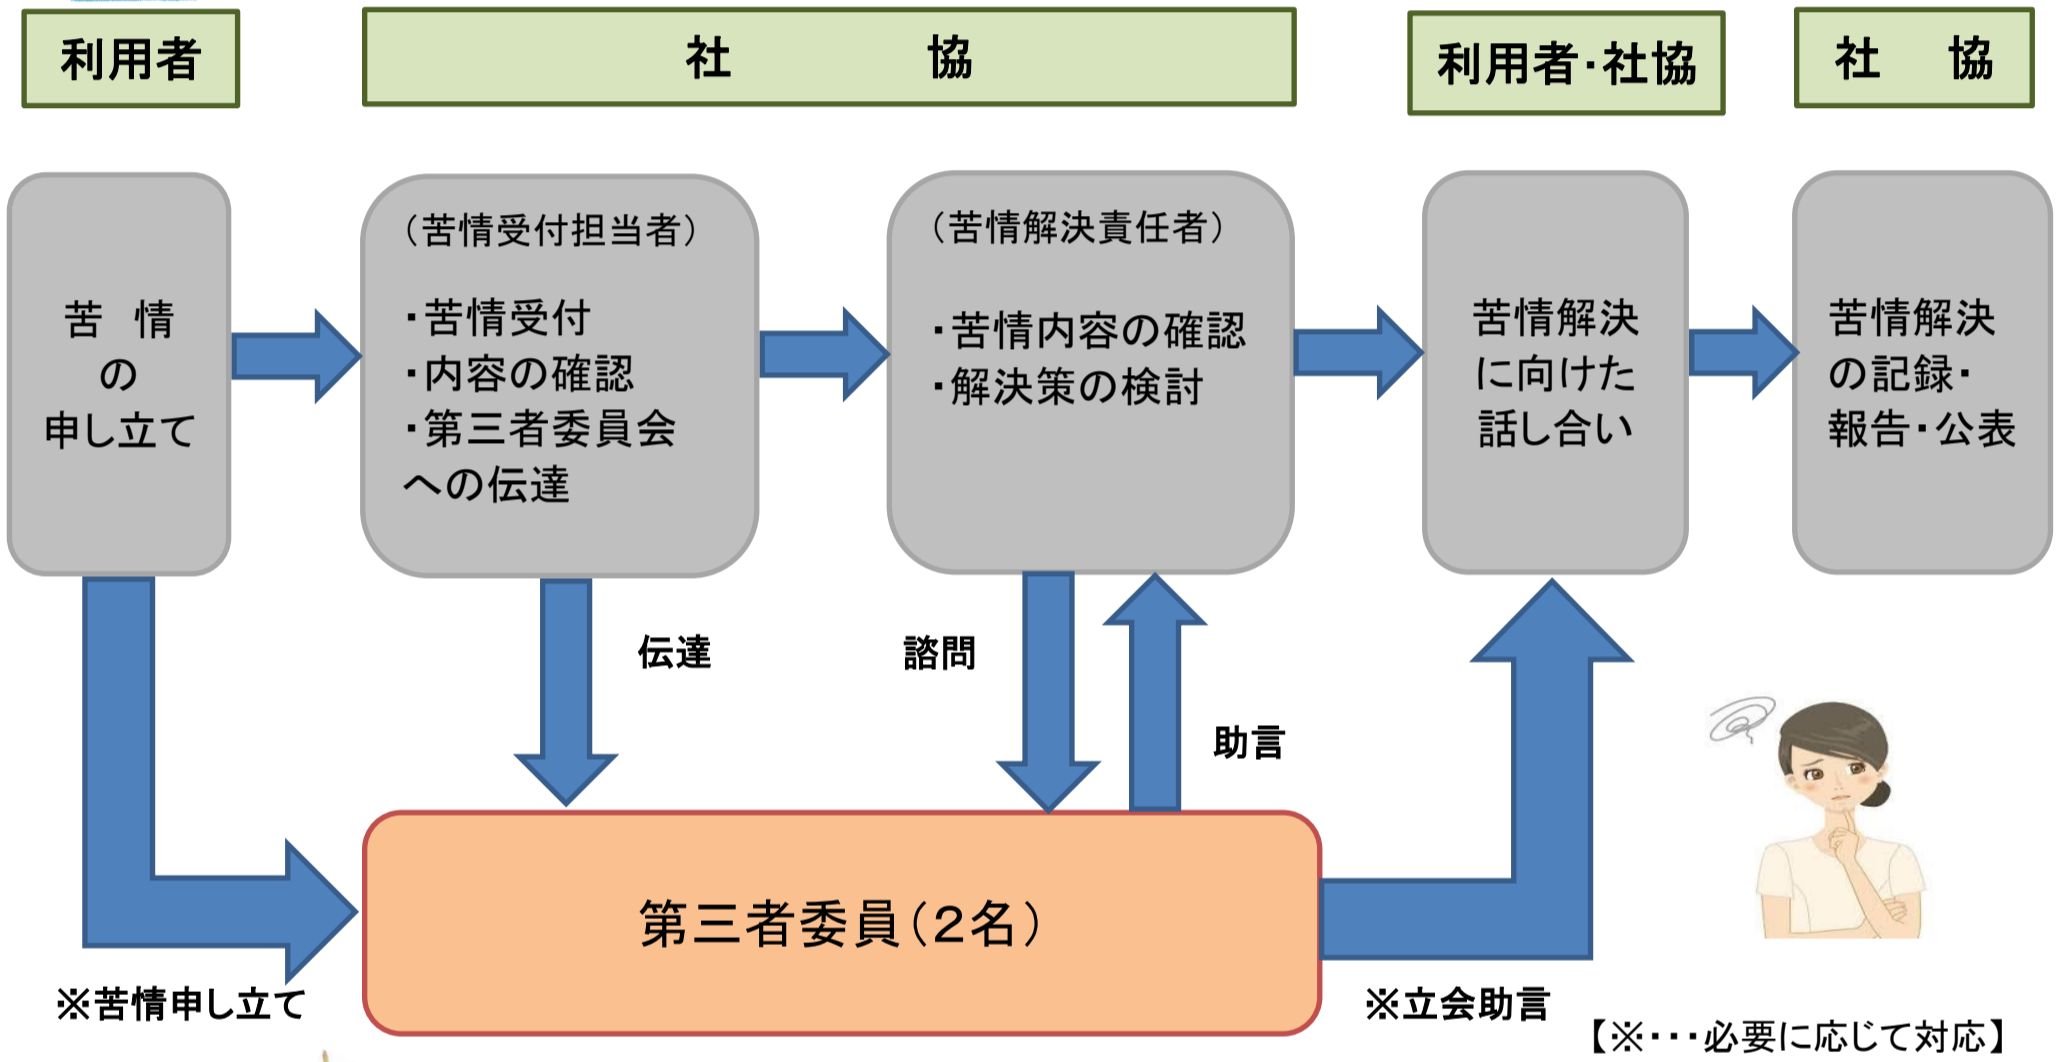 利用者
社　協
利用者・社協
社　協
苦　情
の
申し立て
（苦情受付担当者）
・苦情受付
・内容の確認
・第三者委員会
への伝達
（苦情解決責任者）
・苦情内容の確認
・解決策の検討
苦情解決
に向けた
話し合い
苦情解決
の記録・
報告・公表
伝達
諮問
助言
第三者委員（２名）
※苦情申し立て
※立会助言
【※・・・必要に応じて対応】